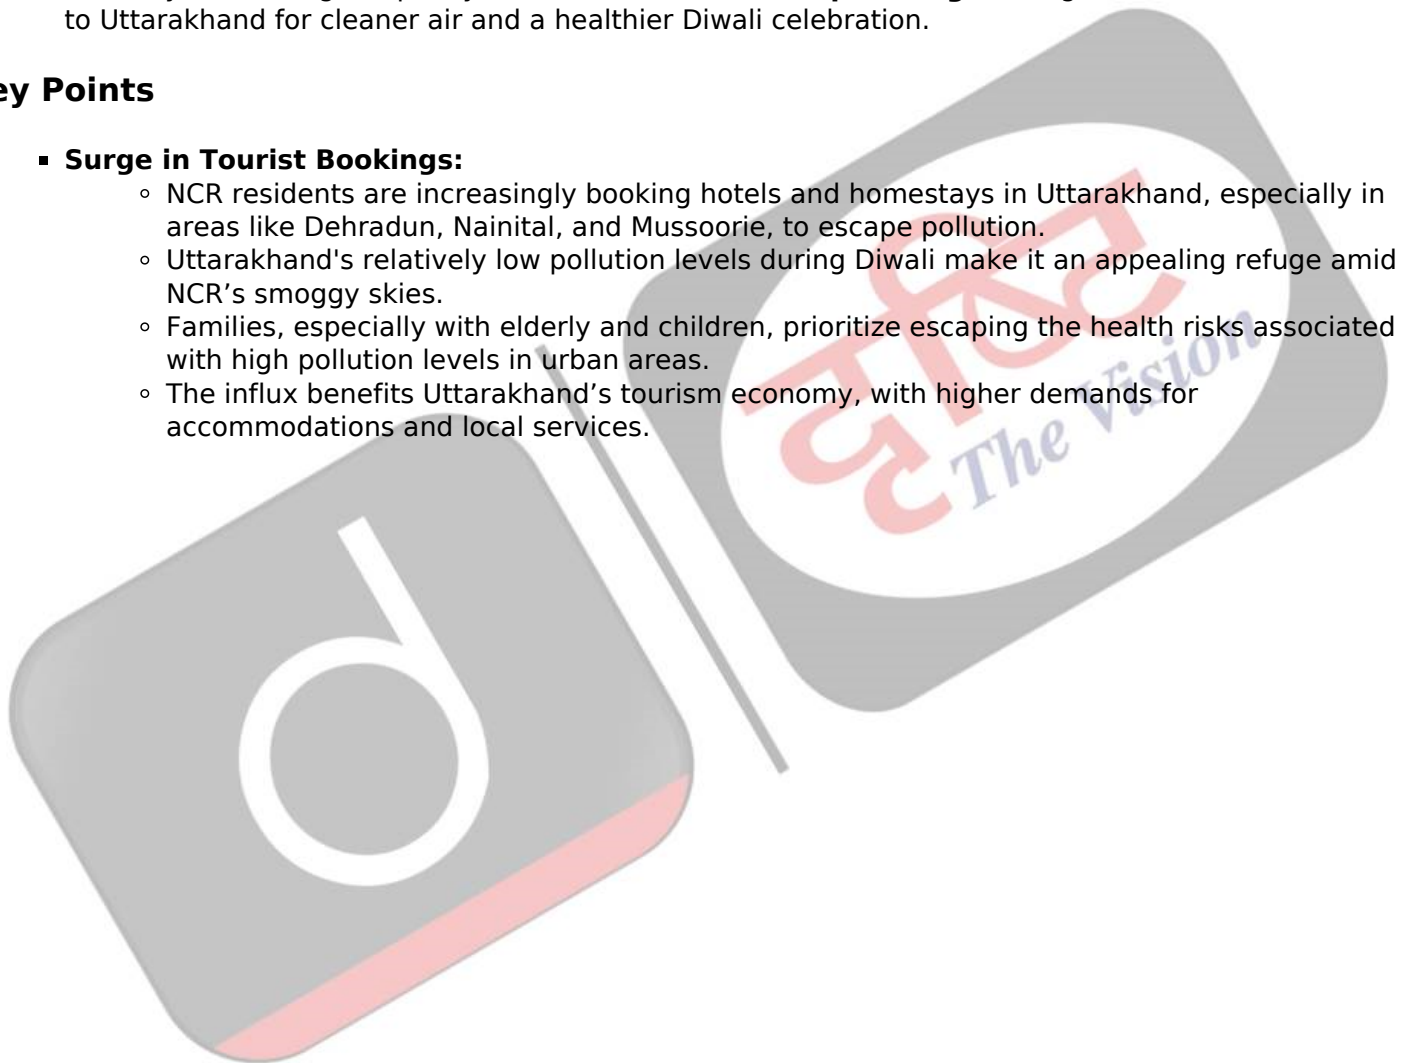 to Uttarakhand for cleaner air and a healthier Diwali celebration.
ey Points
▪ Surge in Tourist Bookings:
◦ NCR residents are increasingly booking hotels and homestays in Uttarakhand, especially in
areas like Dehradun, Nainital, and Mussoorie, to escape pollution.
◦ Uttarakhand's relatively low pollution levels during Diwali make it an appealing refuge amid
NCR’s smoggy skies.
◦ Families, especially with elderly and children, prioritize escaping the health risks associated
with high pollution levels in urban areas.
◦ The influx benefits Uttarakhand’s tourism economy, with higher demands for
accommodations and local services.
दृष्टि
The Vision
d